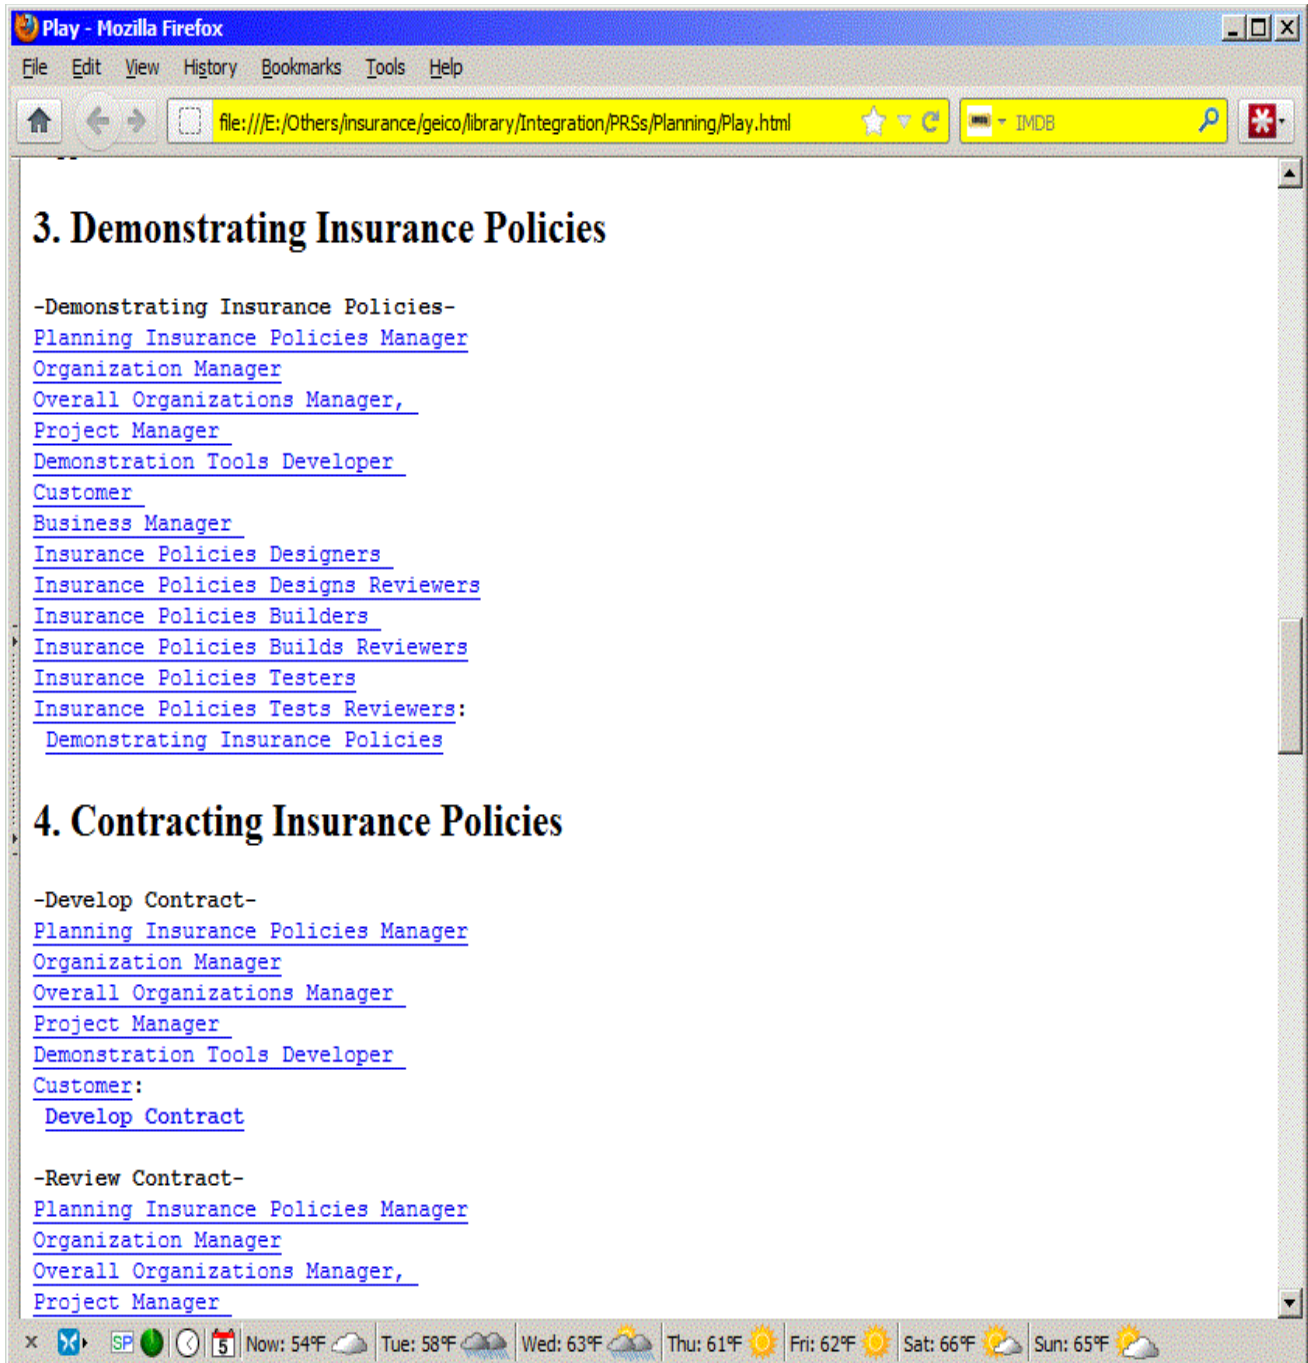 Play - Mozilla Firefox
File Edit View History Bookmarks Tools Help
file:///E:/Others/insurance/geico/library/Integration/PRSs/Planning/Play.html IMDB
3. Demonstrating Insurance Policies
-Demonstrating Insurance Policies-
Planning Insurance Policies Manager
Organization Manager
Overall Organizations Manager,
Project Manager
Demonstration Tools Developer
Customer
Business Manager
Insurance Policies Designers
Insurance Policies Designs Reviewers
Insurance Policies Builders
Insurance Policies Builds Reviewers
Insurance Policies Testers
Insurance Policies Tests Reviewers:
Demonstrating Insurance Policies
4. Contracting Insurance Policies
-Develop Contract-
Planning Insurance Policies Manager
Organization Manager
Overall Organizations Manager
Project Manager
Demonstration Tools Developer
Customer:
Develop Contract
-Review Contract-
Planning Insurance Policies Manager
Organization Manager
Overall Organizations Manager,
Project Manager
SP 5 Now: 54°F Tue: 58°F Wed: 63°F Thu: 61°F Fri: 62°F Sat: 66°F Sun: 65°F